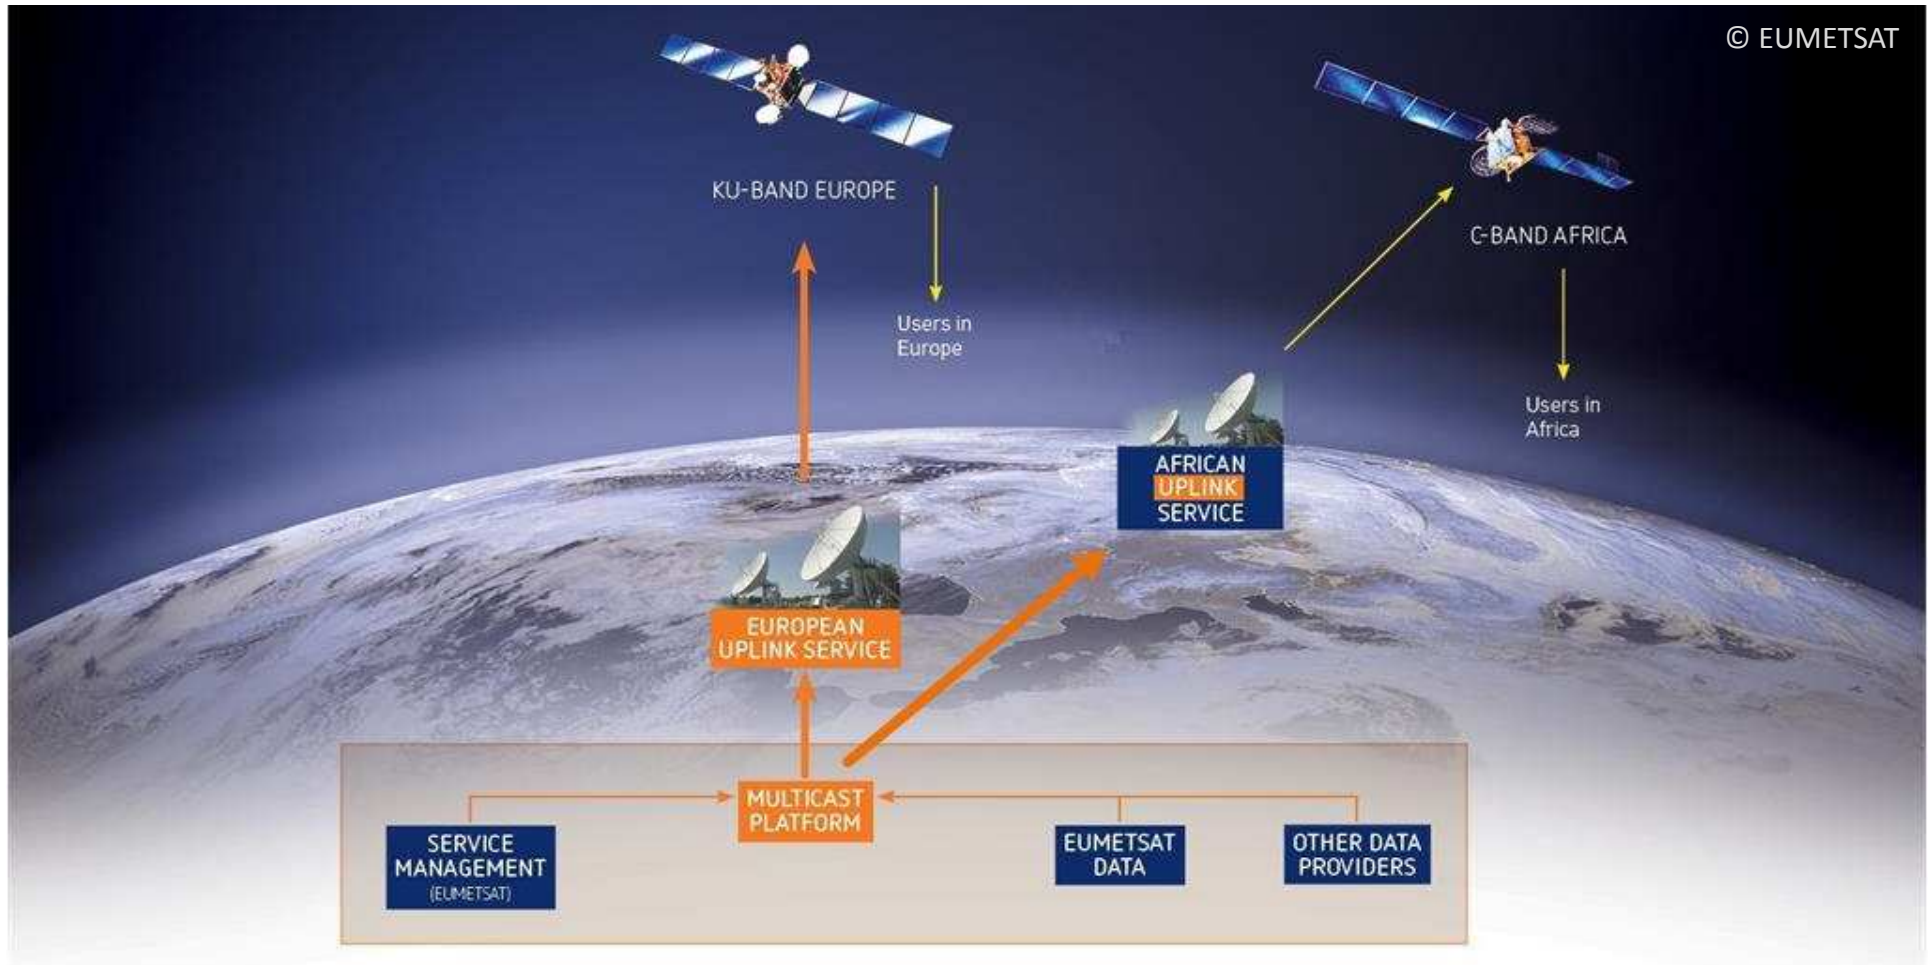 © EUMETSAT
KU-BAND EUROPE
C-BAND AFRICA
Users in
Europe
Users in
Africa
AFRICAN
UPLINK
SERVICE
EUROPEAN
UPLINK SERVICE
MULTICAST
PLATFORM
SERVICE
MANAGEMENT
(EUMETSAT)
EUMETSAT
DATA
OTHER DATA
PROVIDERS